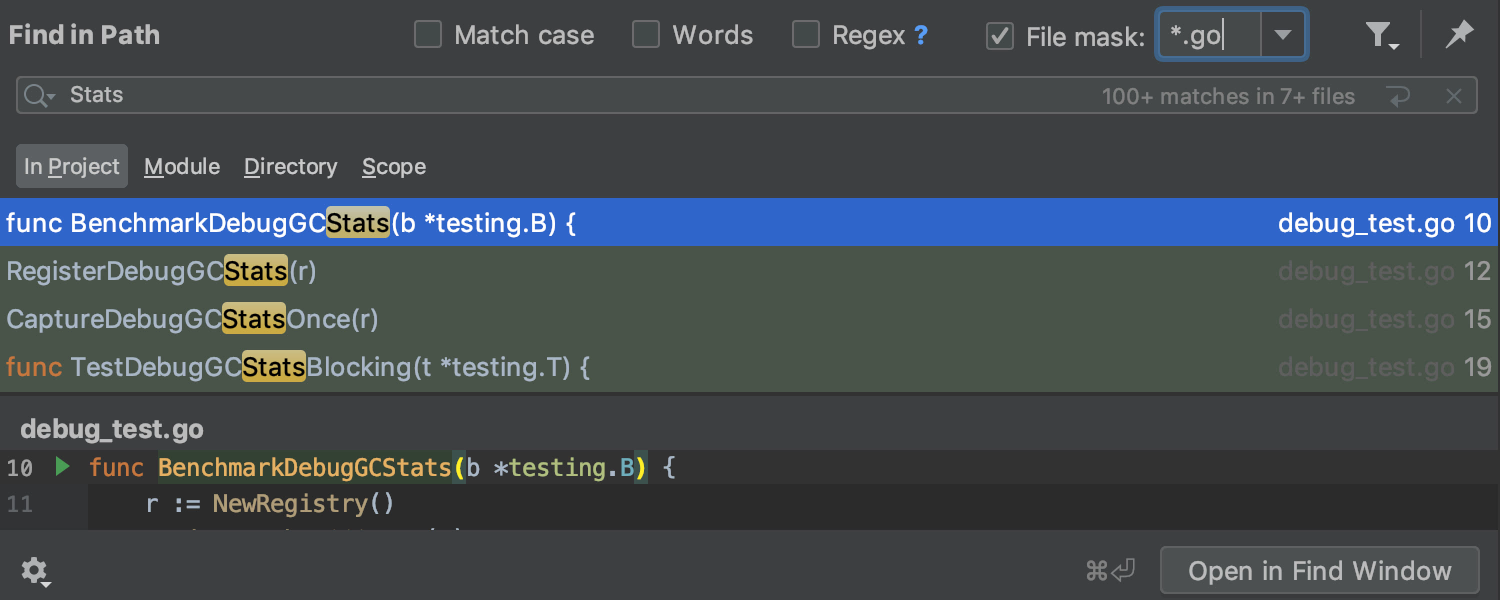 Find in Path Match case Words Regex ? File mask: *.go
Stats 100+ matches in 7+ files
In Project Module Directory Scope
func BenchmarkDebugGCStats(b *testing.B) { debug_test.go 10
RegisterDebugGCStats(r) debug_test.go 12
CaptureDebugGCStatsOnce(r) debug_test.go 15
func TestDebugGCStatsBlocking(t *testing.T) { debug_test.go 19
debug_test.go
10 func BenchmarkDebugGCStats(b *testing.B) {
11 r := NewRegistry()
⌘⏎ Open in Find Window